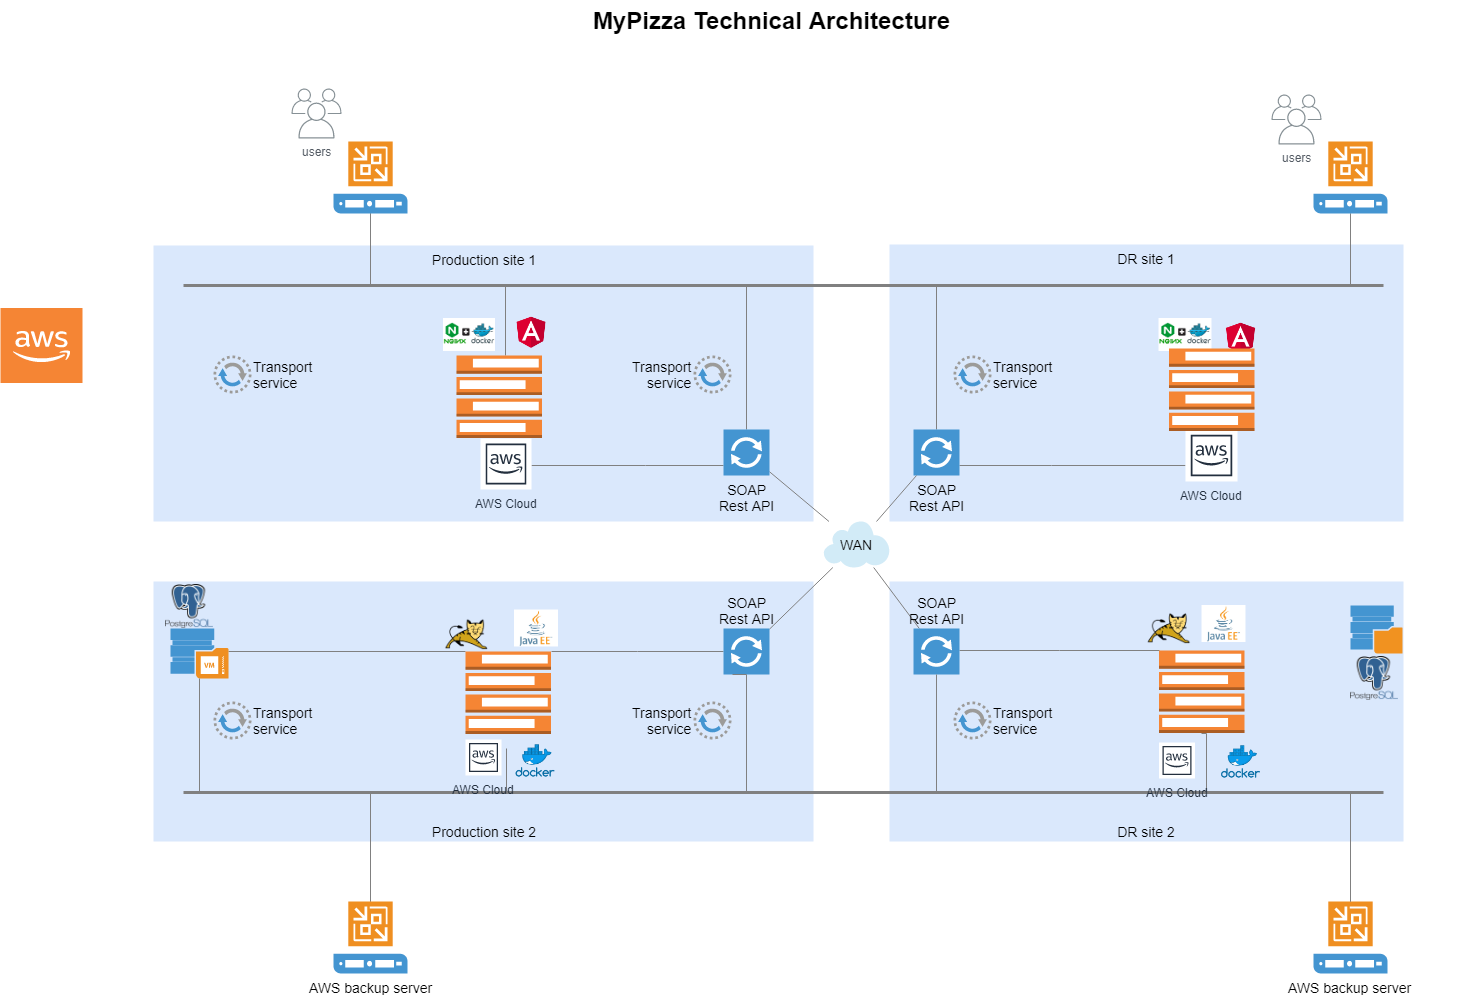 MyPizza Technical Architecture
users
users
Production site 1
DR site 1
aws
NGINX
docker
NGINX
docker
A
A
Transport
service
Transport
service
Transport
service
aws
AWS Cloud
aws
AWS Cloud
SOAP
Rest API
SOAP
Rest API
WAN
PostgreSQL
VM
Java EE
SOAP
Rest API
SOAP
Rest API
Java EE
PostgreSQL
Transport
service
Transport
service
Transport
service
aws
docker
AWS Cloud
aws
docker
AWS Cloud
Production site 2
DR site 2
AWS backup server
AWS backup server